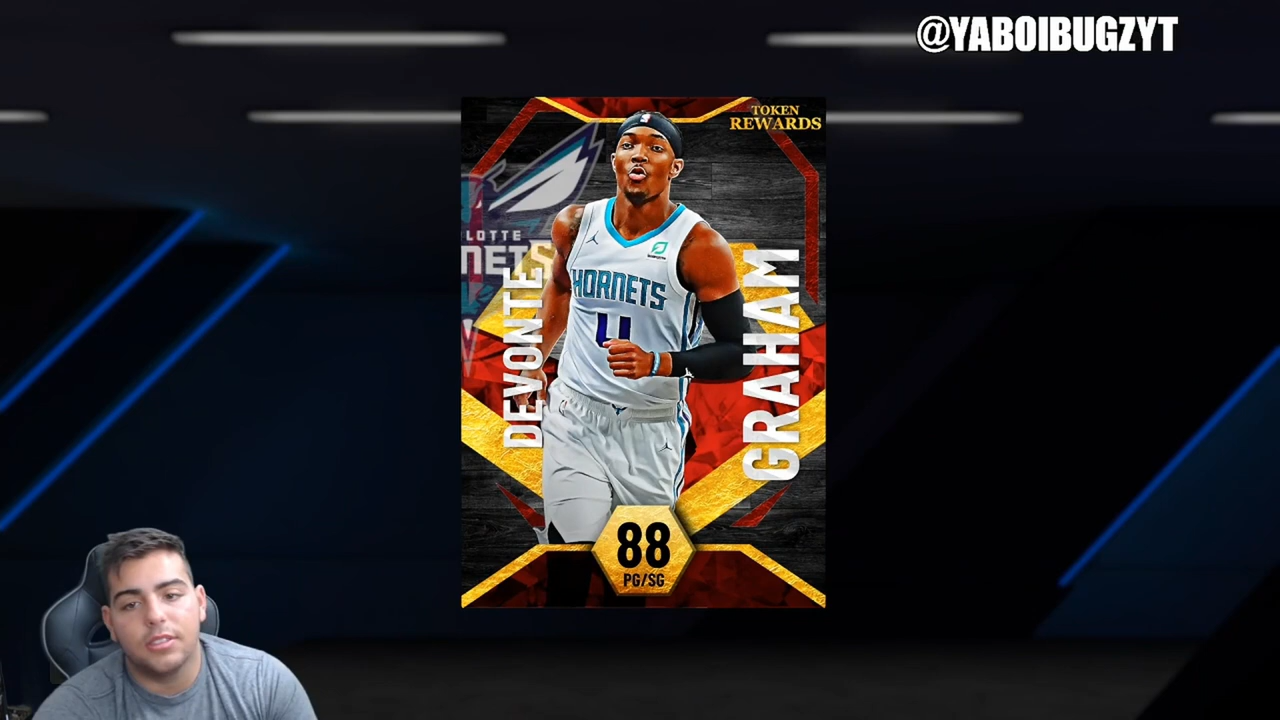 @YABOIBUGZYT
TOKEN
REWARDS
LOTTE
NETS
DEVONTE
GRAHAM
HORNETS
4
88
PG/SG